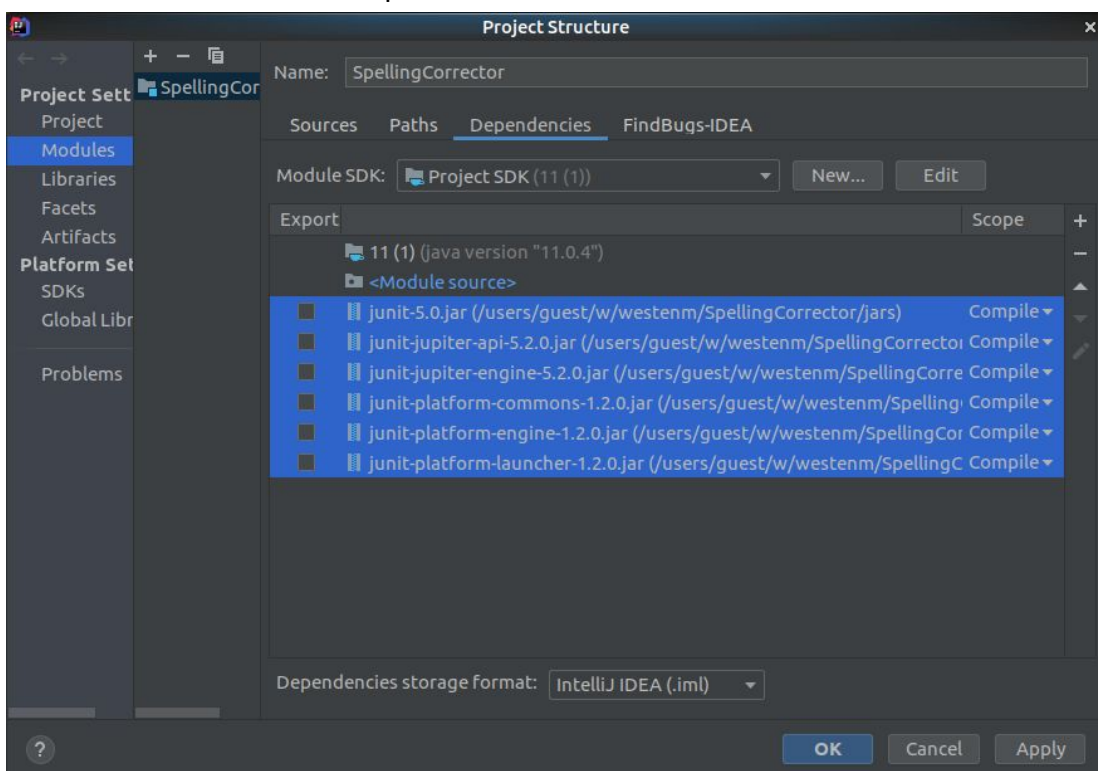 Project Structure
Name: SpellingCorrector
Project Sett
Project
Modules
Libraries
Facets
Artifacts
Platform Set
SDKs
Global Libr
Problems
SpellingCor
Sources Paths Dependencies FindBugs-IDEA
Module SDK: Project SDK (11 (1)) New... Edit
Export Scope
11 (1) (java version "11.0.4")
<Module source>
junit-5.0.jar (/users/guest/w/westenm/SpellingCorrector/jars) Compile
junit-jupiter-api-5.2.0.jar (/users/guest/w/westenm/SpellingCorrector Compile
junit-jupiter-engine-5.2.0.jar (/users/guest/w/westenm/SpellingCorre Compile
junit-platform-commons-1.2.0.jar (/users/guest/w/westenm/Spelling Compile
junit-platform-engine-1.2.0.jar (/users/guest/w/westenm/SpellingCor Compile
junit-platform-launcher-1.2.0.jar (/users/guest/w/westenm/SpellingC Compile
Dependencies storage format: IntelliJ IDEA (.iml)
? OK Cancel Apply